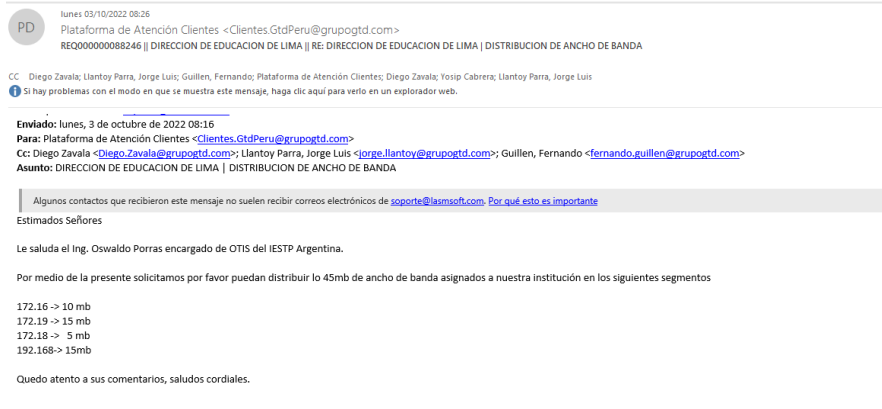 lunes 03/10/2022 08:26
PD
Plataforma de Atención Clientes <Clientes.GtdPeru@grupogtd.com>
REQ000000088246 || DIRECCION DE EDUCACION DE LIMA || RE: DIRECCION DE EDUCACION DE LIMA | DISTRIBUCION DE ANCHO DE BANDA
CC Diego Zavala; Llantoy Parra, Jorge Luis; Guillen, Fernando; Plataforma de Atención Clientes; Diego Zavala; Yosip Cabrera; Llantoy Parra, Jorge Luis
Si hay problemas con el modo en que se muestra este mensaje, haga clic aquí para verlo en un explorador web.
Enviado: lunes, 3 de octubre de 2022 08:16
Para: Plataforma de Atención Clientes <Clientes.GtdPeru@grupogtd.com>
Cc: Diego Zavala <Diego.Zavala@grupogtd.com>; Llantoy Parra, Jorge Luis <jorge.llantoy@grupogtd.com>; Guillen, Fernando <fernando.guillen@grupogtd.com>
Asunto: DIRECCION DE EDUCACION DE LIMA | DISTRIBUCION DE ANCHO DE BANDA
Algunos contactos que recibieron este mensaje no suelen recibir correos electrónicos de soporte@lasmsoft.com. Por qué esto es importante
Estimados Señores
Le saluda el Ing. Oswaldo Porras encargado de OTIS del IESTP Argentina.
Por medio de la presente solicitamos por favor puedan distribuir lo 45mb de ancho de banda asignados a nuestra institución en los siguientes segmentos
172.16 -> 10 mb
172.19 -> 15 mb
172.18 -> 5 mb
192.168-> 15mb
Quedo atento a sus comentarios, saludos cordiales.